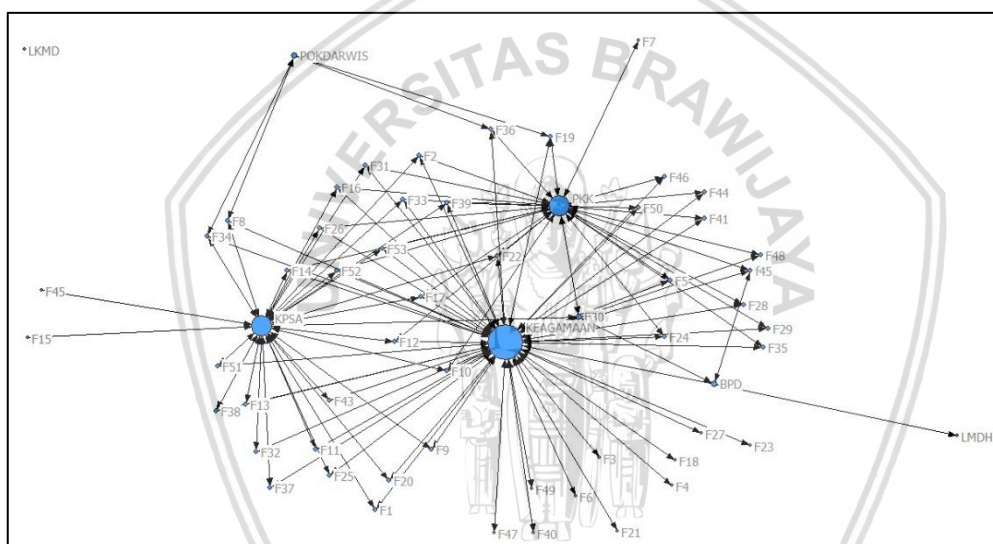 UNIVERSITAS BRAWIJAYA
LKMD
POKDARWIS
F7
F36
F19
F2
F31
F16
F33
F39
PKK
F46
F44
F50
F41
F8
F34
F26
F53
F22
F48
F14
F52
F5
f45
F45
F17
F28
KPSA
F30
KEAGAMAAN
F29
F15
F12
F24
F35
F51
F10
BPD
F38
F13
F43
F27
LMDH
F32
F11
F9
F3
F18
F23
F37
F25
F20
F49
F6
F4
F1
F47
F40
F21